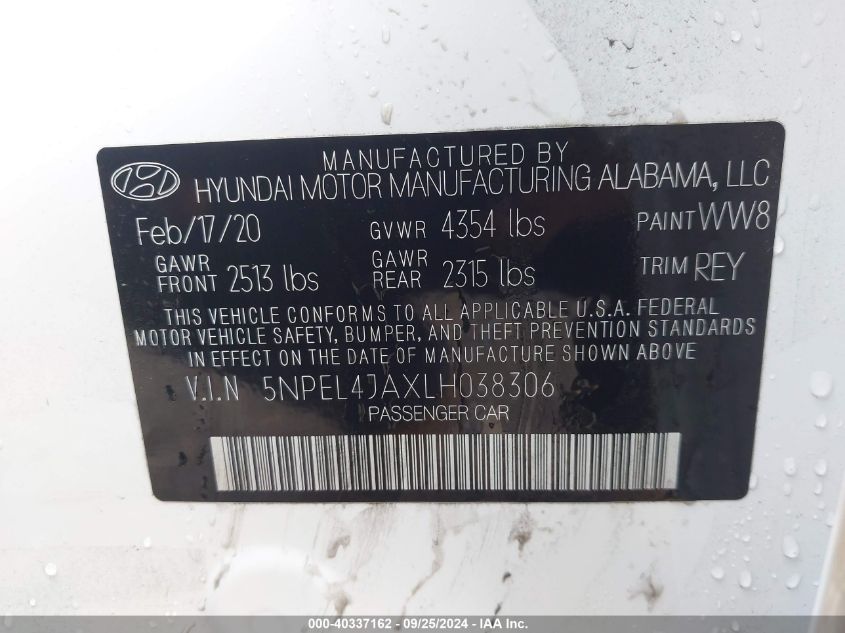 MANUFACTURED BY
HYUNDAI MOTOR MANUFACTURING ALABAMA, LLC
Feb/17/20 GVWR 4354 lbs PAINT WW8
GAWR FRONT 2513 lbs GAWR REAR 2315 lbs TRIM REY
THIS VEHICLE CONFORMS TO ALL APPLICABLE U.S.A. FEDERAL
MOTOR VEHICLE SAFETY, BUMPER, AND THEFT PREVENTION STANDARDS
IN EFFECT ON THE DATE OF MANUFACTURE SHOWN ABOVE
V.I.N 5NPEL4JAXLH038306
PASSENGER CAR
000-40337162 - 09/25/2024 - IAA Inc.